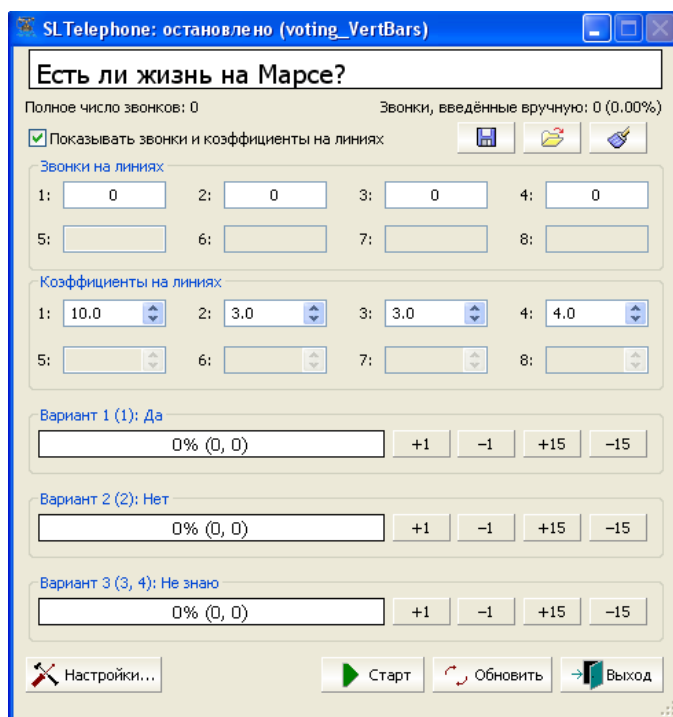 SLTelephone: остановлено (voting_VertBars)
Есть ли жизнь на Марсе?
Полное число звонков: 0 Звонки, введённые вручную: 0 (0.00%)
Показывать звонки и коэффициенты на линиях
Звонки на линиях
1: 0 2: 0 3: 0 4: 0
5: 6: 7: 8:
Коэффициенты на линиях
1: 10.0 2: 3.0 3: 3.0 4: 4.0
5: 6: 7: 8:
Вариант 1 (1): Да
0% (0, 0) +1 −1 +15 −15
Вариант 2 (2): Нет
0% (0, 0) +1 −1 +15 −15
Вариант 3 (3, 4): Не знаю
0% (0, 0) +1 −1 +15 −15
Настройки... Старт Обновить Выход